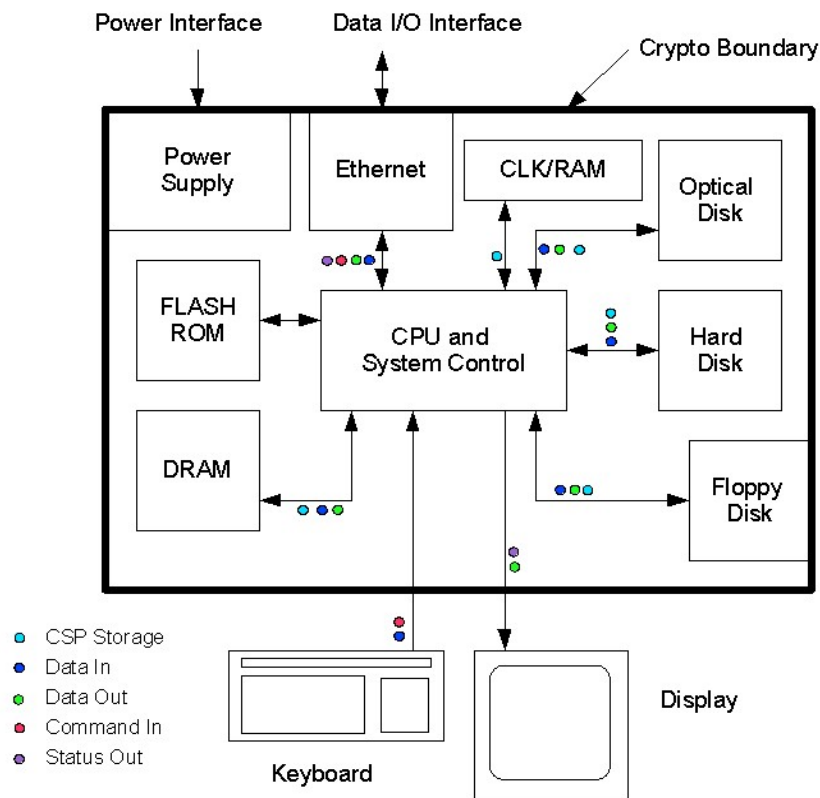 Power Interface
Data I/O Interface
Crypto Boundary
Power
Supply
Ethernet
CLK/RAM
Optical
Disk
FLASH
ROM
CPU and
System Control
Hard
Disk
DRAM
Floppy
Disk
CSP Storage
Data In
Data Out
Command In
Status Out
Keyboard
Display